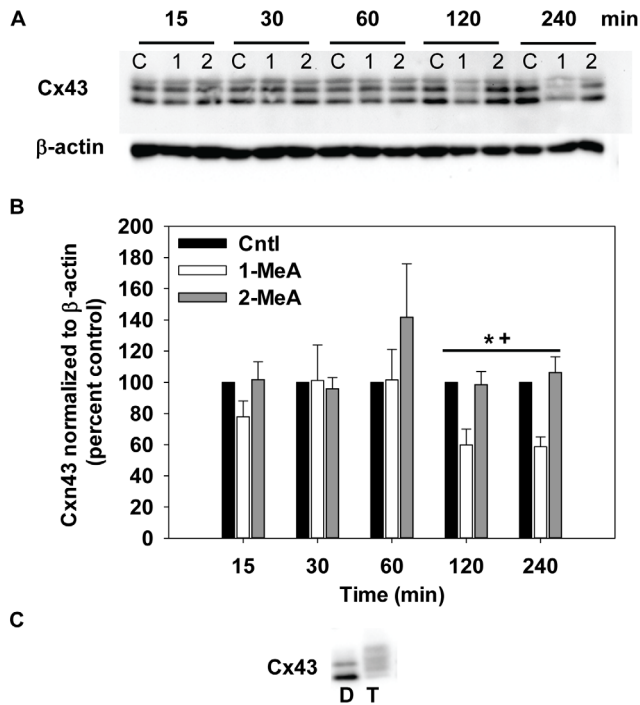 A
15 30 60 120 240 min
C 1 2 C 1 2 C 1 2 C 1 2 C 1 2
Cx43
β-actin
B
Cxn43 normalized to β-actin
(percent control)
200
180
160
140
120
100
80
60
40
20
0
Cntl
1-MeA
2-MeA
* +
15 30 60 120 240
Time (min)
C
Cx43
D T